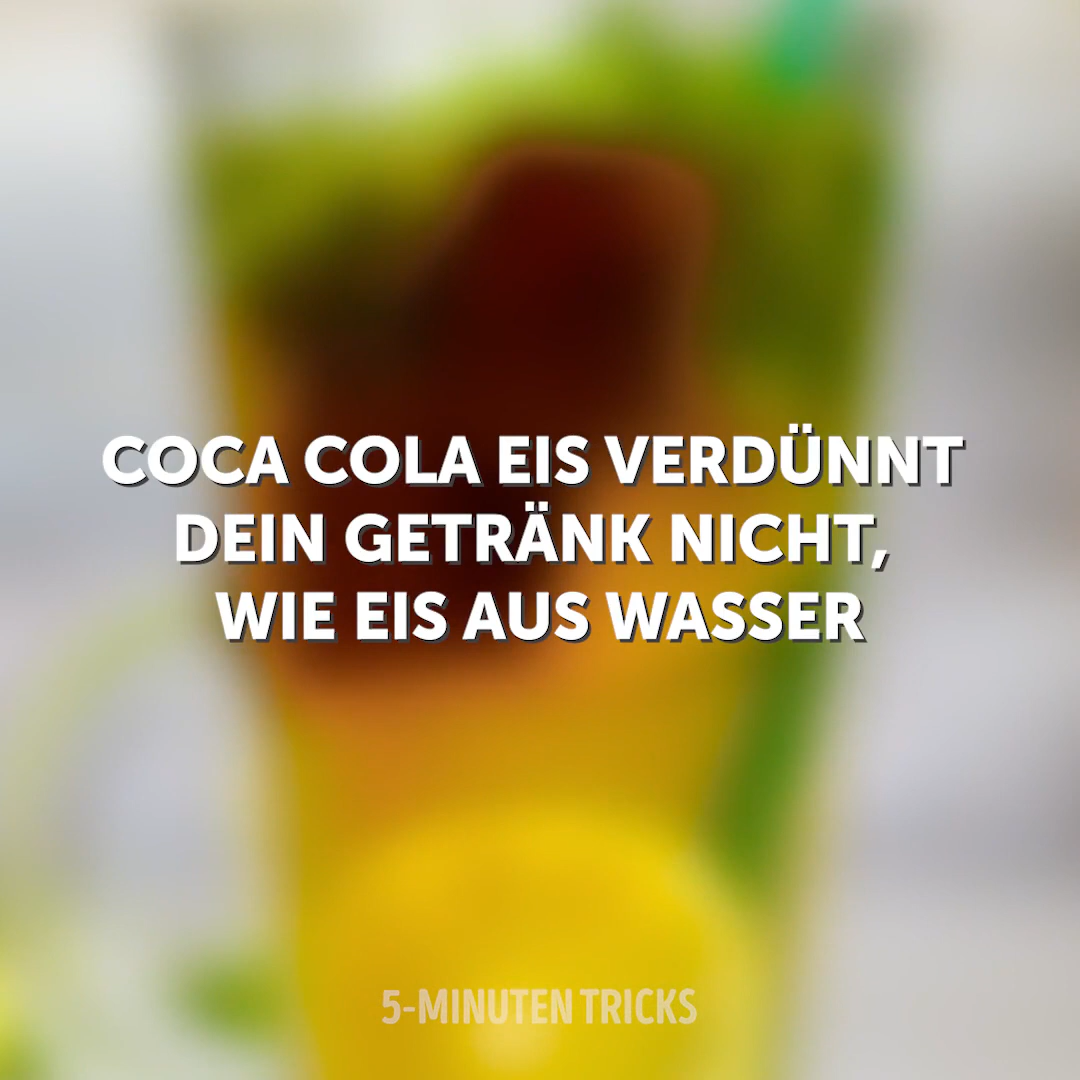 COCA COLA EIS VERDÜNNT
DEIN GETRÄNK NICHT,
WIE EIS AUS WASSER
5-MINUTEN TRICKS